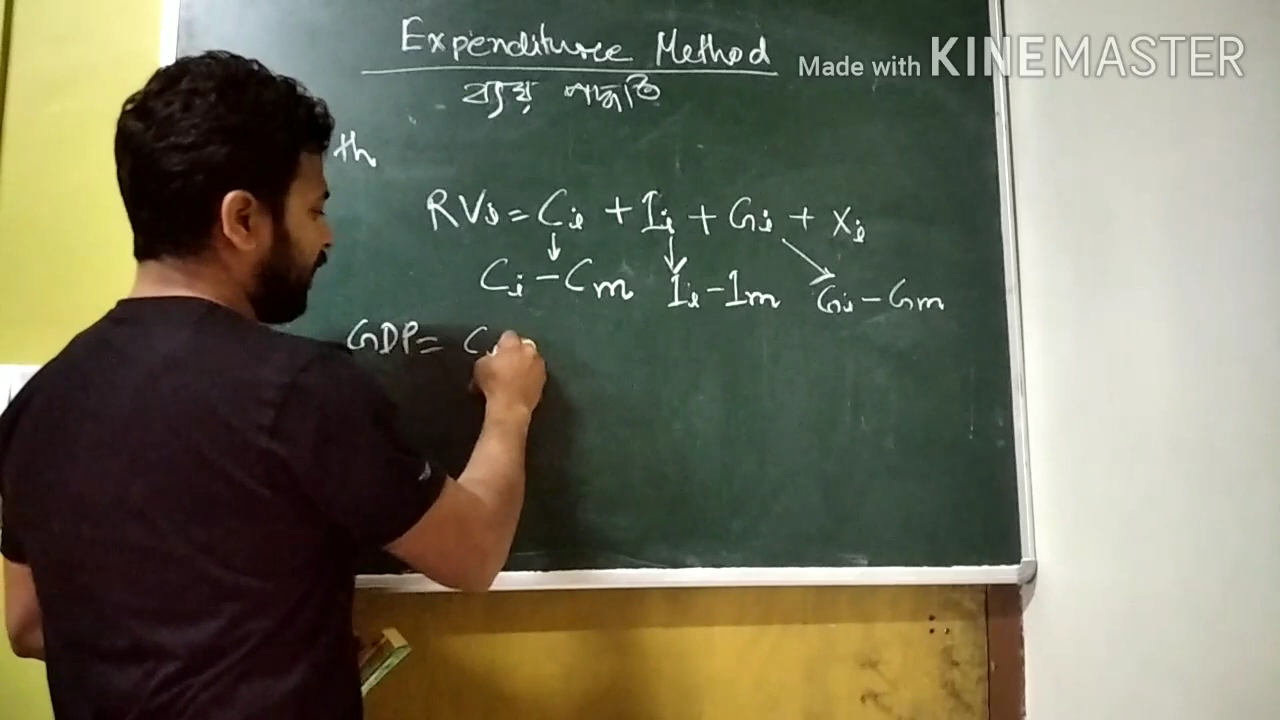 Expenditure Method
Made with KINEMASTER
ব্যয় পদ্ধতি
th
RVi = Ci + Ii + Gi + Xi
Ci - Cm Ii - Im Gi - Gm
GDP = C